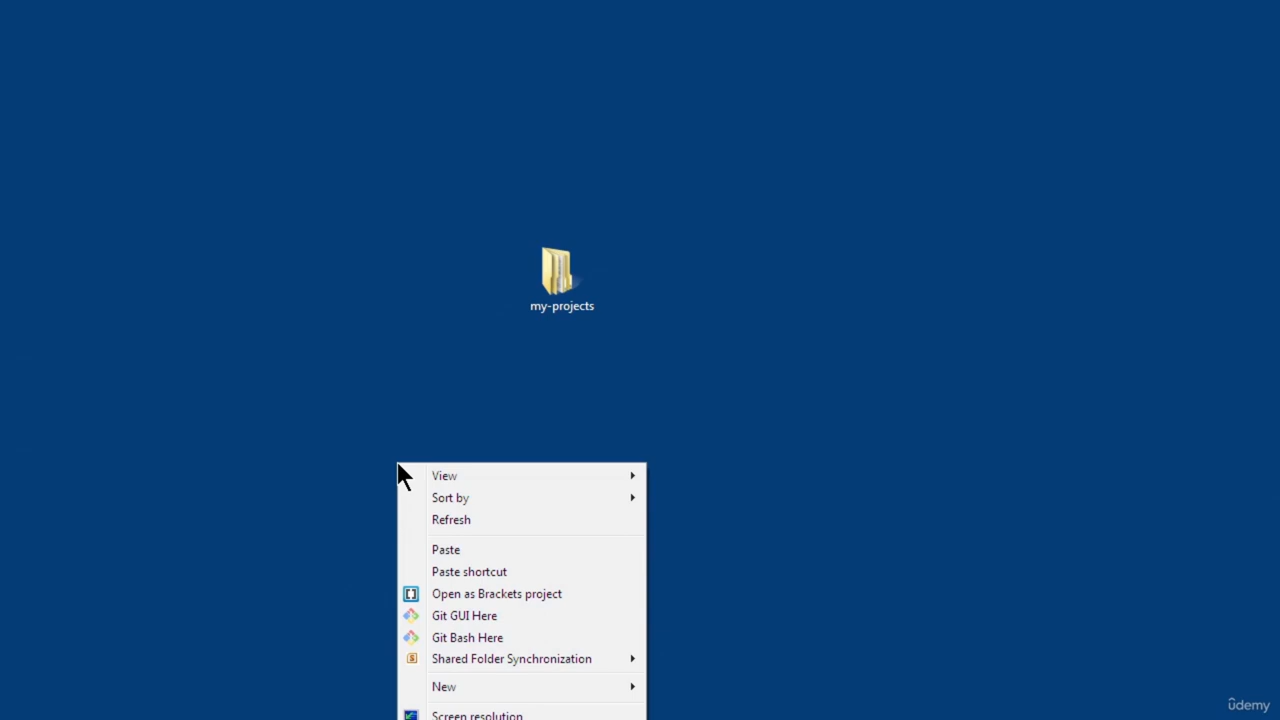 my-projects
View
Sort by
Refresh
Paste
Paste shortcut
Open as Brackets project
Git GUI Here
Git Bash Here
Shared Folder Synchronization
New
Screen resolution
ûdemy